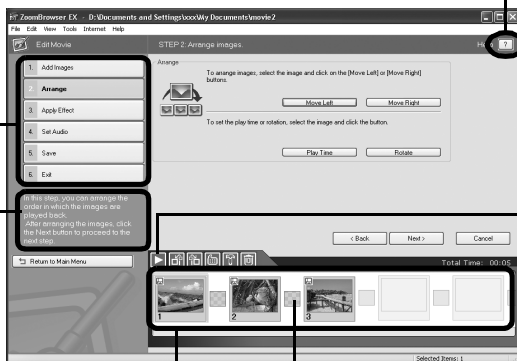 ZoomBrowser EX - D:\Documents and Settings\xxx\My Documents\movie2
File Edit View Tools Internet Help
Edit Movie
STEP 2. Arrange images.
Help ?
1. Add Images
2. Arrange
3. Apply Effect
4. Set Audio
5. Save
6. Exit
Arrange
To arrange images, select the image and click on the [Move Left] or [Move Right]
buttons.
Move Left Move Right
To set the play time or rotation, select the image and click the button.
Play Time Rotate
In this step, you can arrange the
order in which the images are
played back.
After arranging the images, click
the Next button to proceed to the
next step.
< Back Next > Cancel
Return to Main Menu
Total Time: 00:05
1 2 3
Selected Items: 1